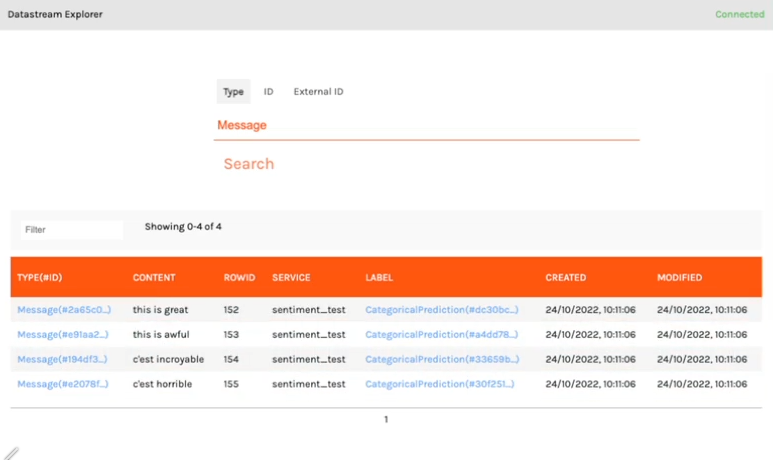 Datastream Explorer Connected
Type ID External ID
Message
Search
Filter Showing 0-4 of 4
TYPE(#ID) CONTENT ROWID SERVICE LABEL CREATED MODIFIED
Message(#2a65c0...) this is great 152 sentiment_test CategoricalPrediction(#dc30bc...) 24/10/2022, 10:11:06 24/10/2022, 10:11:06
Message(#e91aa2...) this is awful 153 sentiment_test CategoricalPrediction(#a4dd78...) 24/10/2022, 10:11:06 24/10/2022, 10:11:06
Message(#194df3...) c'est incroyable 154 sentiment_test CategoricalPrediction(#33659b...) 24/10/2022, 10:11:06 24/10/2022, 10:11:06
Message(#e2078f...) c'est horrible 155 sentiment_test CategoricalPrediction(#30f251...) 24/10/2022, 10:11:06 24/10/2022, 10:11:06
1